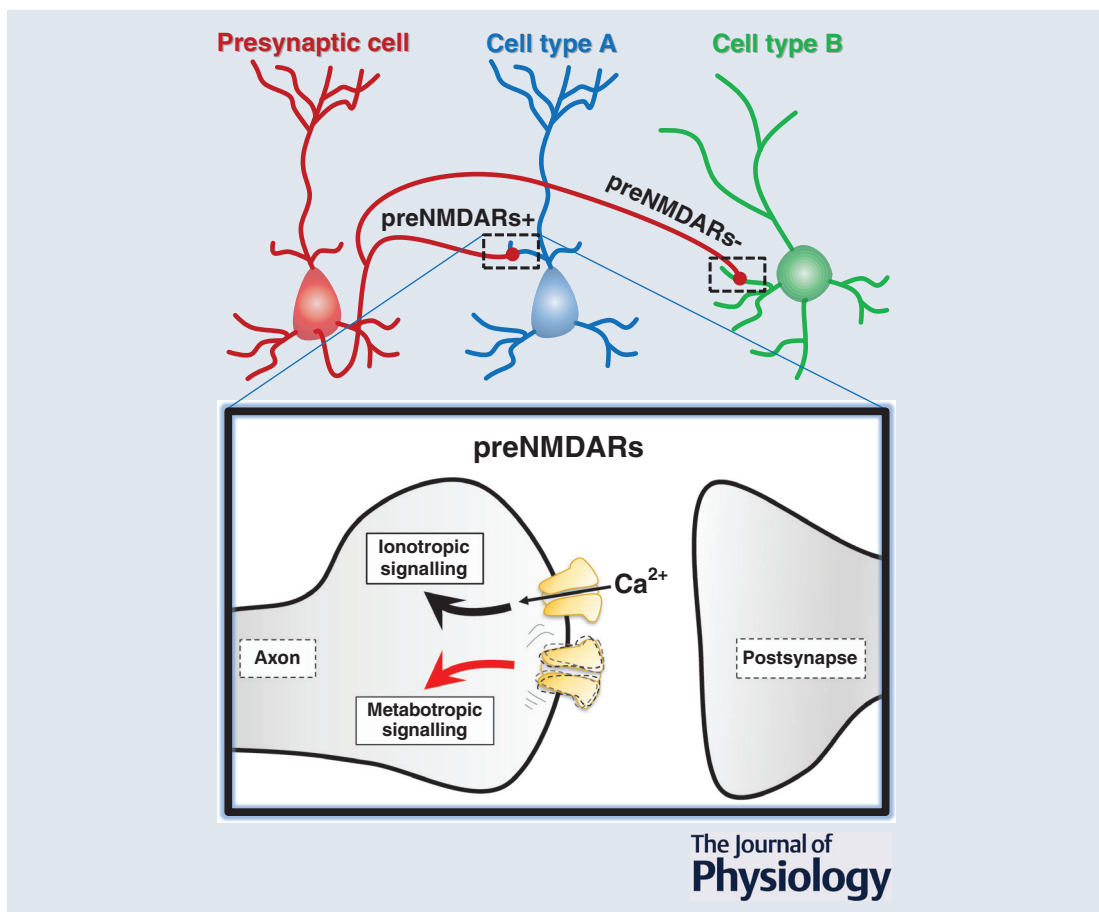 Presynaptic cell
Cell type A
Cell type B
preNMDARs+
preNMDARs-
preNMDARs
Ionotropic
signalling
Ca²⁺
Axon
Postsynapse
Metabotropic
signalling
The Journal of
Physiology